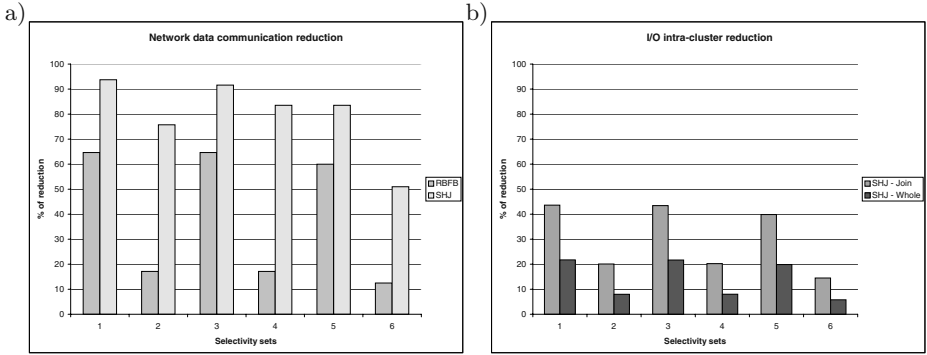 a)
Network data communication reduction
100
90
80
70
60
50
40
30
20
10
0
% of reduction
1 2 3 4 5 6
Selectivity sets
RBFB
SHJ
b)
I/O intra-cluster reduction
100
90
80
70
60
50
40
30
20
10
0
% of reduction
1 2 3 4 5 6
Selectivity sets
SHJ - Join
SHJ - Whole